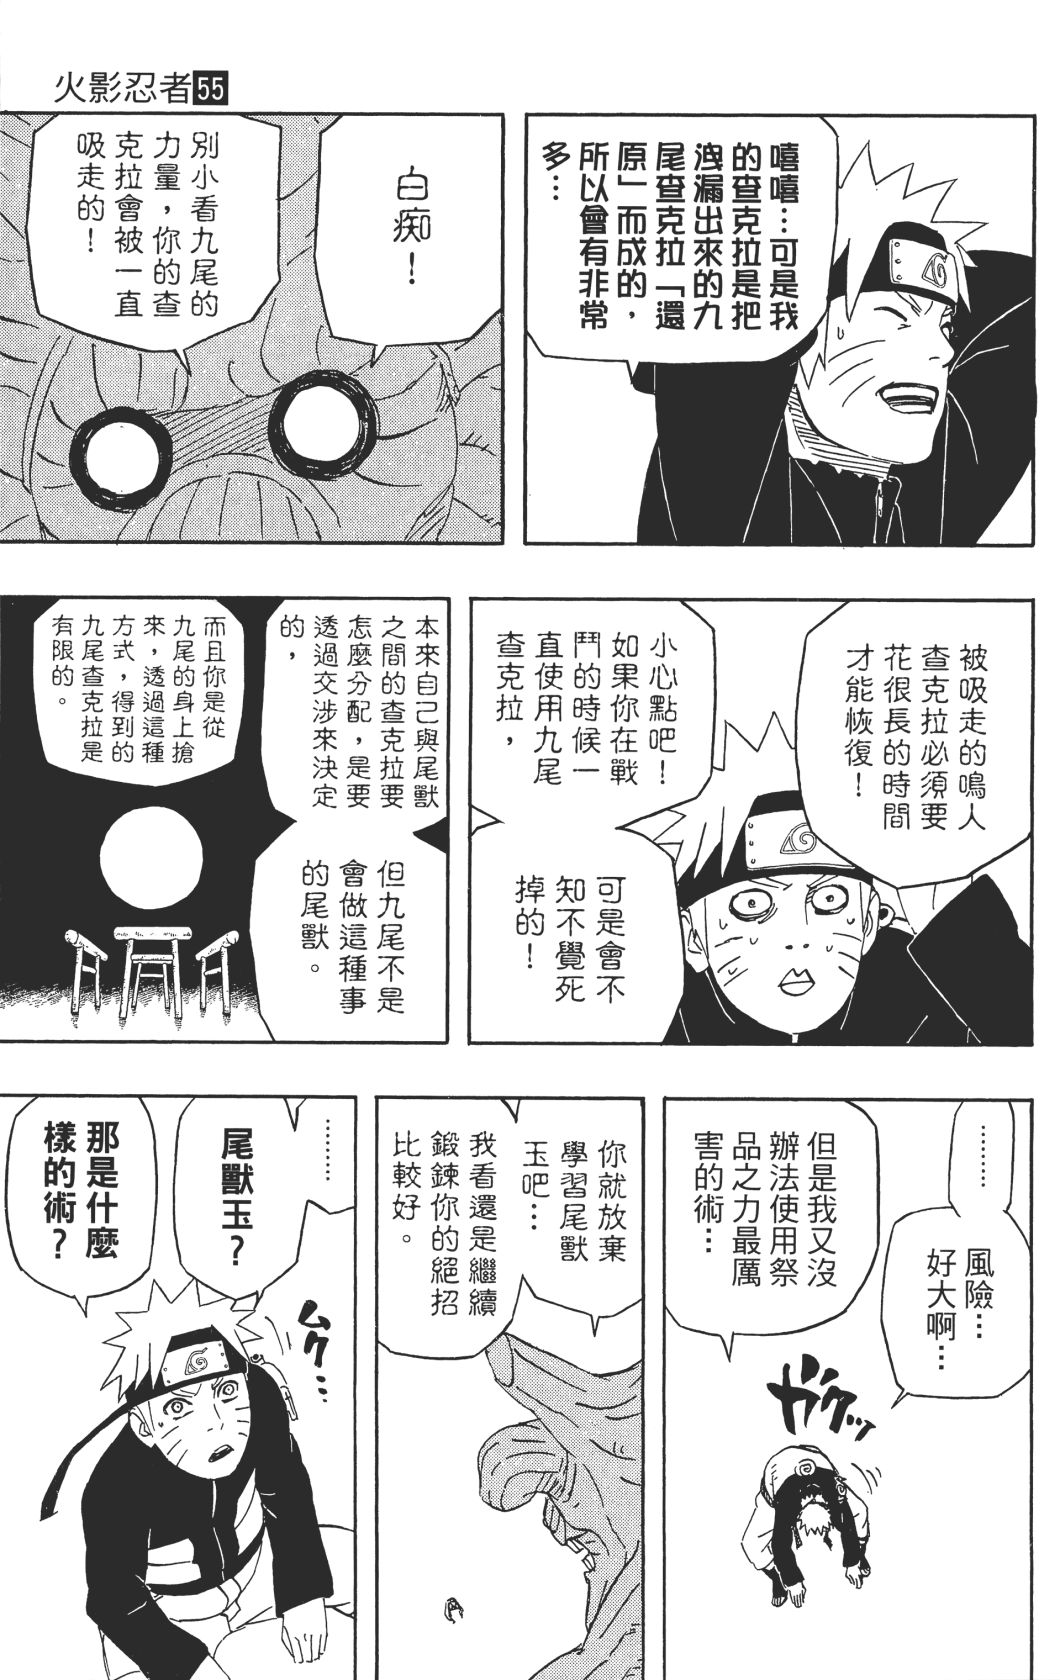 火影忍者55
嘻嘻…可是我
的查克拉是把
洩漏出來的九
尾查克拉「還
原」而成的，
所以會有非常
多…
白痴！
別小看九尾的
力量，你的查
克拉會被一直
吸走的！
被吸走的鳴人
查克拉必須要
花很長的時間
才能恢復！
小心點吧！
如果你在戰
鬥的時候一
直使用九尾
查克拉，
可是會不
知不覺死
掉的！
本來自己與尾獸
之間的查克拉要
怎麼分配，是要
透過交涉來決定
的，
但九尾不是
會做這種事
的尾獸。
而且你是從
九尾的身上搶
來，透過這種
方式，得到的
九尾查克拉是
有限的。
………
風險…
好大啊…
但是我又沒
辦法使用祭
品之力最厲
害的術…
ガクッ
你就放棄
學習尾獸
玉吧…
我看還是繼續
鍛鍊你的絕招
比較好。
………
尾獸玉？
那是什麼
樣的術？
ムク…